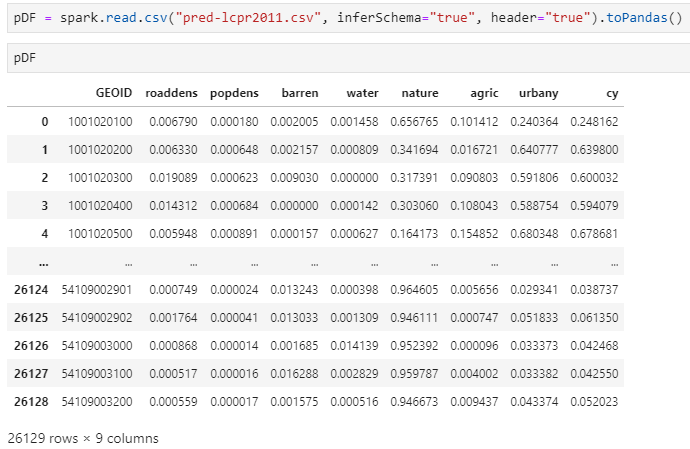 pDF = spark.read.csv("pred-lcpr2011.csv", inferSchema="true", header="true").toPandas()
pDF
GEOID roaddens popdens barren water nature agric urbany cy
0 1001020100 0.006790 0.000180 0.002005 0.001458 0.656765 0.101412 0.240364 0.248162
1 1001020200 0.006330 0.000648 0.002157 0.000809 0.341694 0.016721 0.640777 0.639800
2 1001020300 0.019089 0.000623 0.009030 0.000000 0.317391 0.090803 0.591806 0.600032
3 1001020400 0.014312 0.000684 0.000000 0.000142 0.303060 0.108043 0.588754 0.594079
4 1001020500 0.005948 0.000891 0.000157 0.000627 0.164173 0.154852 0.680348 0.678681
... ... ... ... ... ... ... ... ... ...
26124 54109002901 0.000749 0.000024 0.013243 0.000398 0.964605 0.005656 0.029341 0.038737
26125 54109002902 0.001764 0.000041 0.013033 0.001309 0.946111 0.000747 0.051833 0.061350
26126 54109003000 0.000868 0.000014 0.001685 0.014139 0.952392 0.000096 0.033373 0.042468
26127 54109003100 0.000517 0.000016 0.016288 0.002829 0.959787 0.004002 0.033382 0.042550
26128 54109003200 0.000559 0.000017 0.001575 0.000516 0.946673 0.009437 0.043374 0.052023
26129 rows × 9 columns